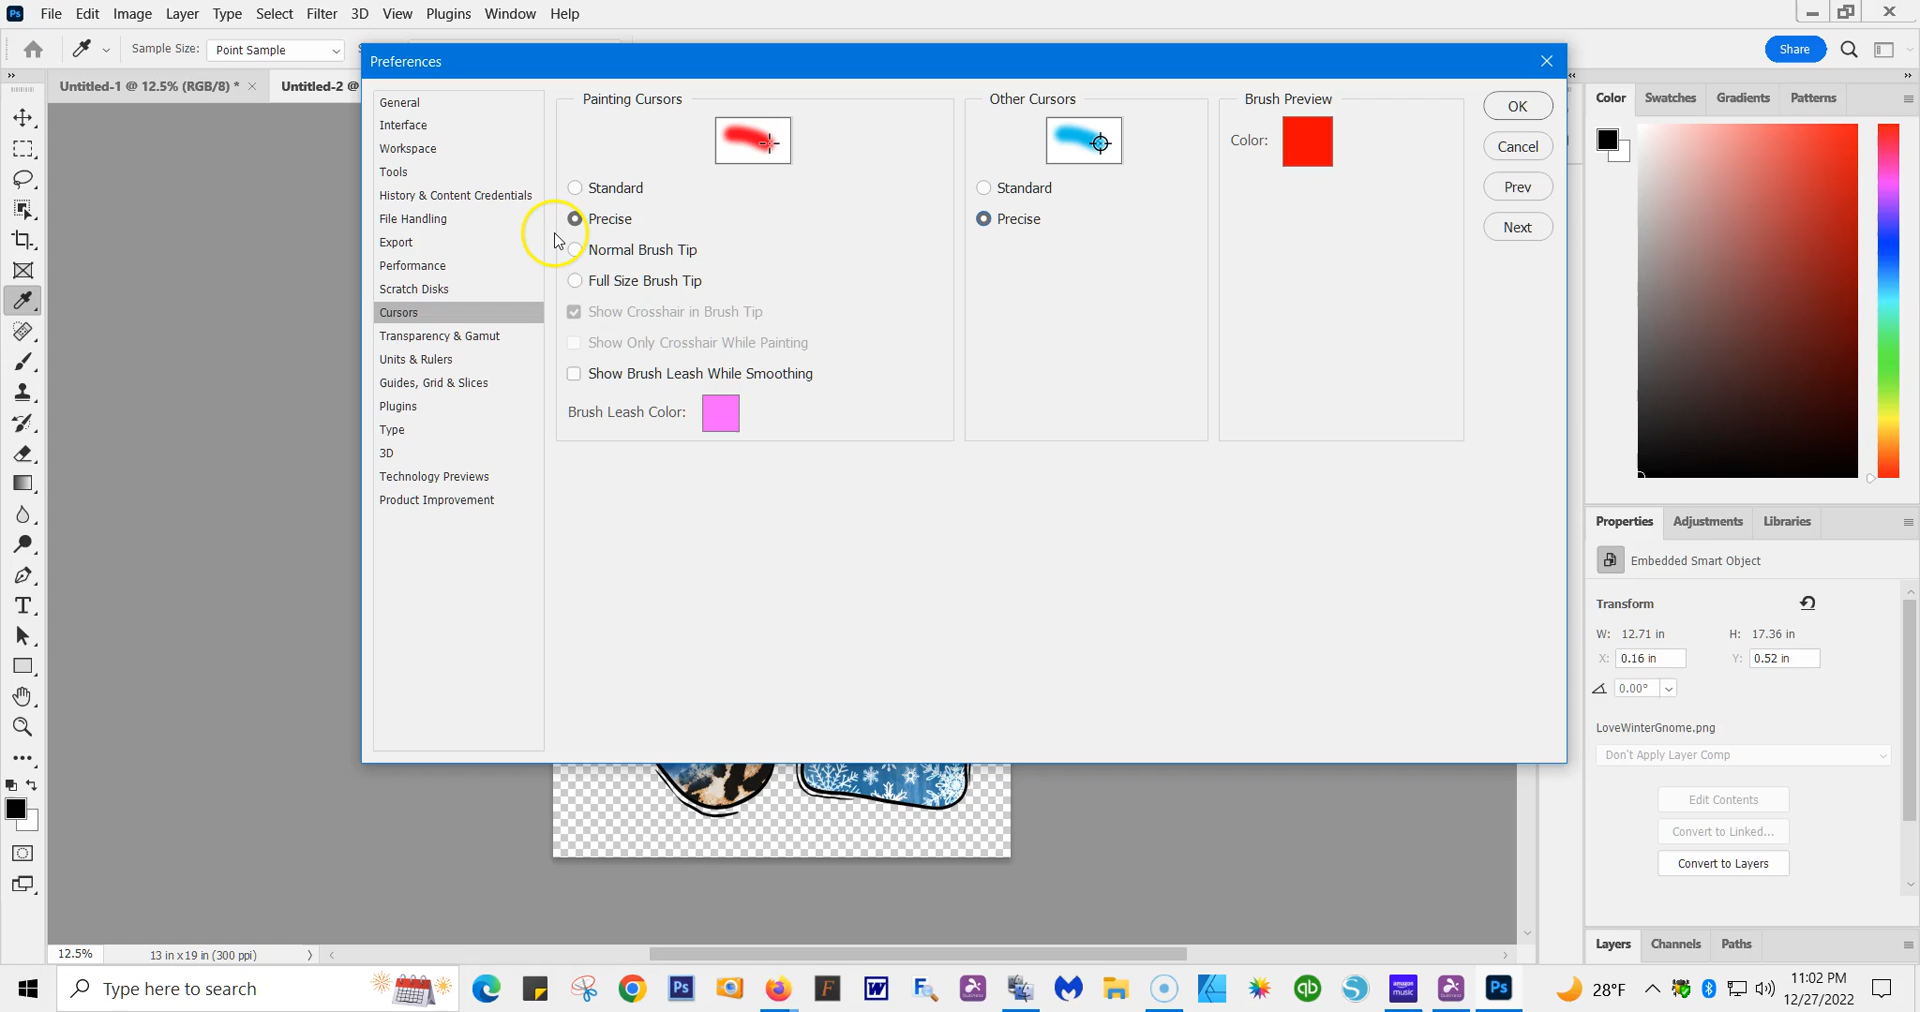 Ps File Edit Image Layer Type Select Filter 3D View Plugins Window Help
Sample Size: Point Sample
Share
Untitled-1 @ 12.5% (RGB/8) * Untitled-2 @
Preferences
General
Interface
Workspace
Tools
History & Content Credentials
File Handling
Export
Performance
Scratch Disks
Cursors
Transparency & Gamut
Units & Rulers
Guides, Grid & Slices
Plugins
Type
3D
Technology Previews
Product Improvement
Painting Cursors
Standard
Precise
Normal Brush Tip
Full Size Brush Tip
Show Crosshair in Brush Tip
Show Only Crosshair While Painting
Show Brush Leash While Smoothing
Brush Leash Color:
Other Cursors
Standard
Precise
Brush Preview
Color:
OK
Cancel
Prev
Next
Color Swatches Gradients Patterns
Properties Adjustments Libraries
Embedded Smart Object
Transform
W: 12.71 in H: 17.36 in
X: 0.16 in Y: 0.52 in
0.00°
LoveWinterGnome.png
Don't Apply Layer Comp
Edit Contents
Convert to Linked...
Convert to Layers
Layers Channels Paths
12.5% 13 in x 19 in (300 ppi)
Type here to search
28°F
11:02 PM
12/27/2022